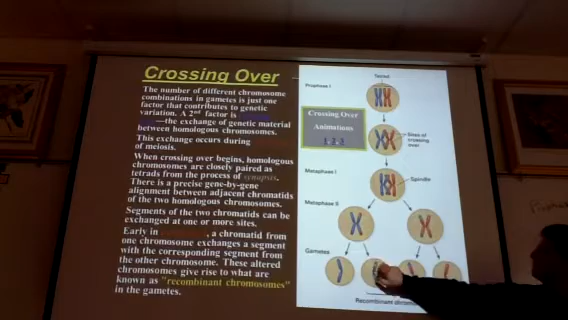 Crossing Over
The number of different chromosome
combinations in gametes is just one
factor that contributes to genetic
variation. A 2nd factor is
—the exchange of genetic material
between homologous chromosomes.
This exchange occurs during
of meiosis.
When crossing over begins, homologous
chromosomes are closely paired as
tetrads from the process of synopsis.
There is a precise gene-by-gene
alignment between adjacent chromatids
of the two homologous chromosomes.
Segments of the two chromatids can be
exchanged at one or more sites.
Early in , a chromatid from
one chromosome exchanges a segment
with the corresponding segment from
the other chromosome. These altered
chromosomes give rise to what are
known as "recombinant chromosomes"
in the gametes.
Crossing Over
Animations
1 2 3
Tetrad
Prophase I
Sites of
crossing
over
Metaphase I
Spindle
Metaphase II
Gametes
Recombinant